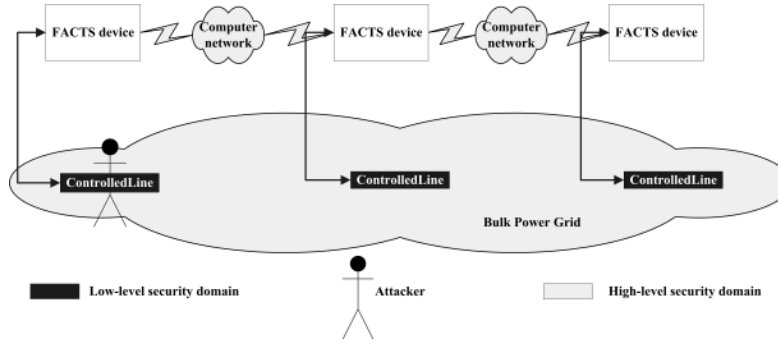 FACTS device
Computer
network
FACTS device
Computer
network
FACTS device
ControlledLine
ControlledLine
ControlledLine
Bulk Power Grid
Low-level security domain
Attacker
High-level security domain